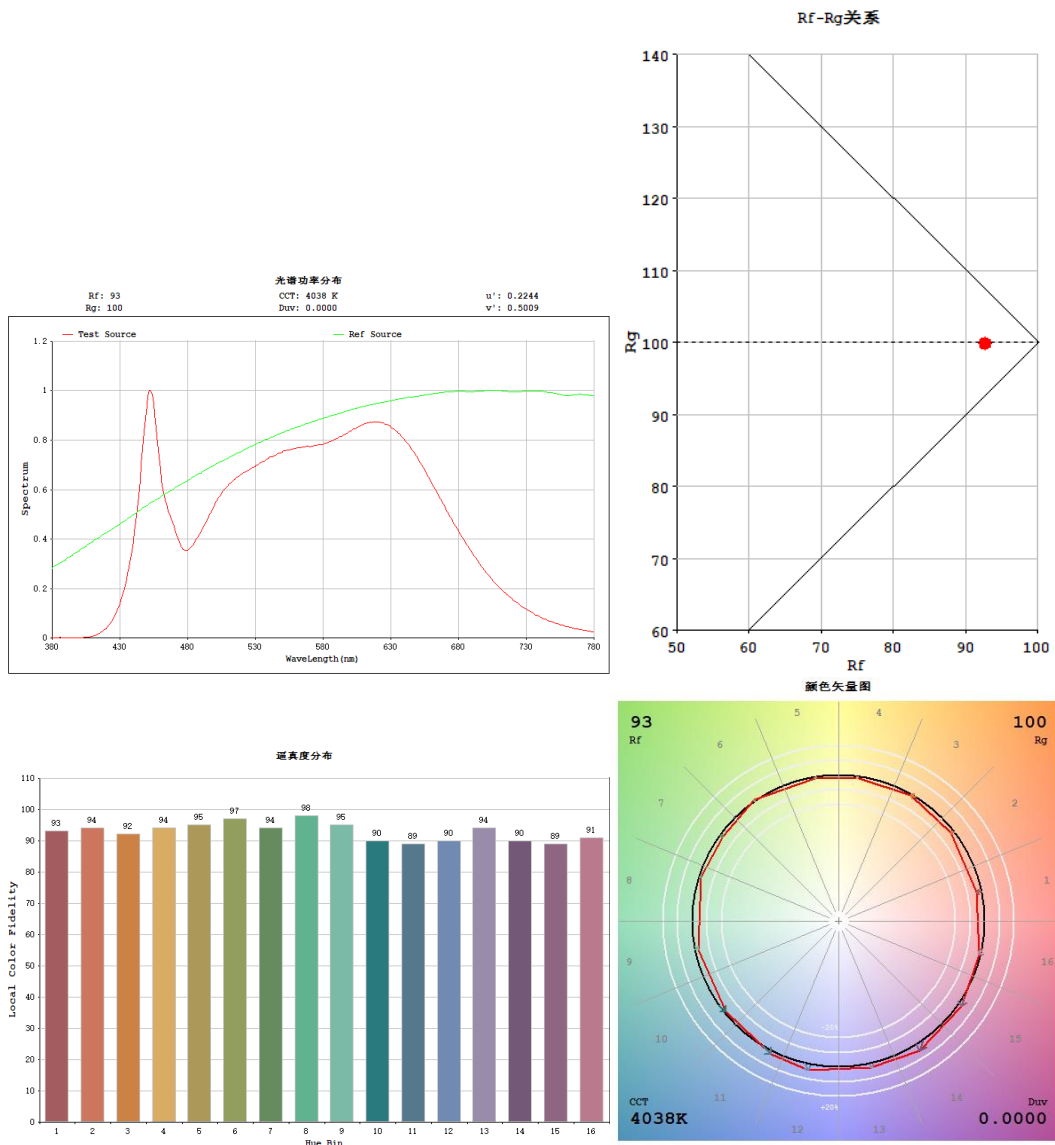 Rf-Rg关系
140
130
120
110
100
90
80
70
60
Rg
50 60 70 80 90 100
Rf
光谱功率分布
Rf: 93 CCT: 4038 K u': 0.2244
Rg: 100 Duv: 0.0000 v': 0.5009
Test Source Ref Source
1.2
1
0.8
0.6
0.4
0.2
0
Spectrum
380 430 480 530 580 630 680 730 780
WaveLength(nm)
逼真度分布
110
100
90
80
70
60
50
40
30
20
10
0
Local Color Fidelity
93 94 92 94 95 97 94 98 95 90 89 90 94 90 89 91
1 2 3 4 5 6 7 8 9 10 11 12 13 14 15 16
Hue Bin
颜色矢量图
93 100
Rf Rg
5 4
6 3
7 2
8 1
9 16
10 15
11 14
12 13
-20%
+20%
CCT Duv
4038K 0.0000